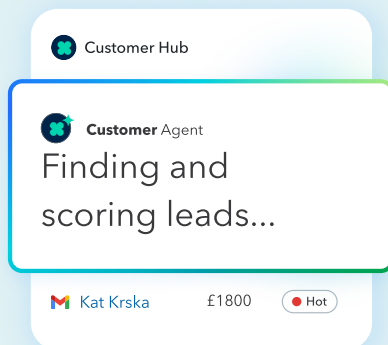 Customer Hub
Customer Agent
Finding and
scoring leads...
Kat Krska £1800 Hot